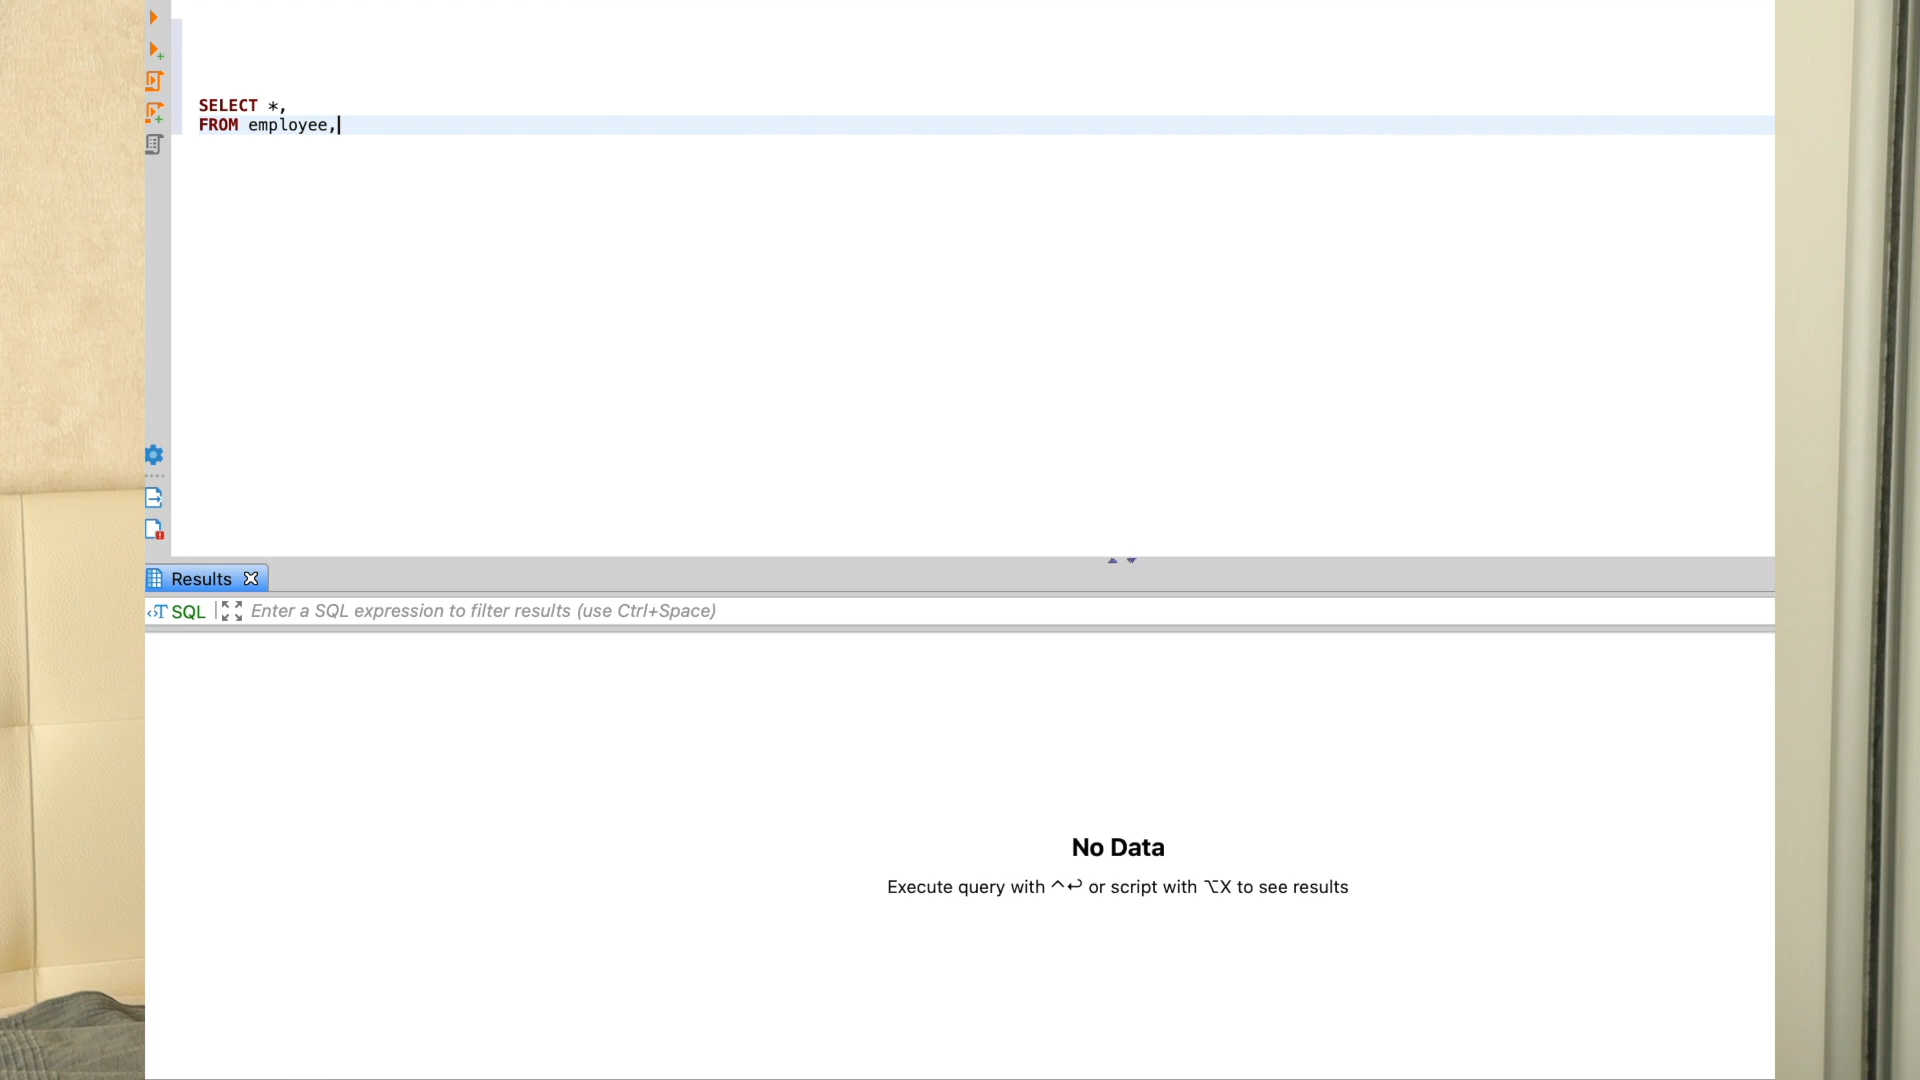 SELECT *,
FROM employee,
Results
SQL
Enter a SQL expression to filter results (use Ctrl+Space)
No Data
Execute query with ^↩ or script with ⌥X to see results